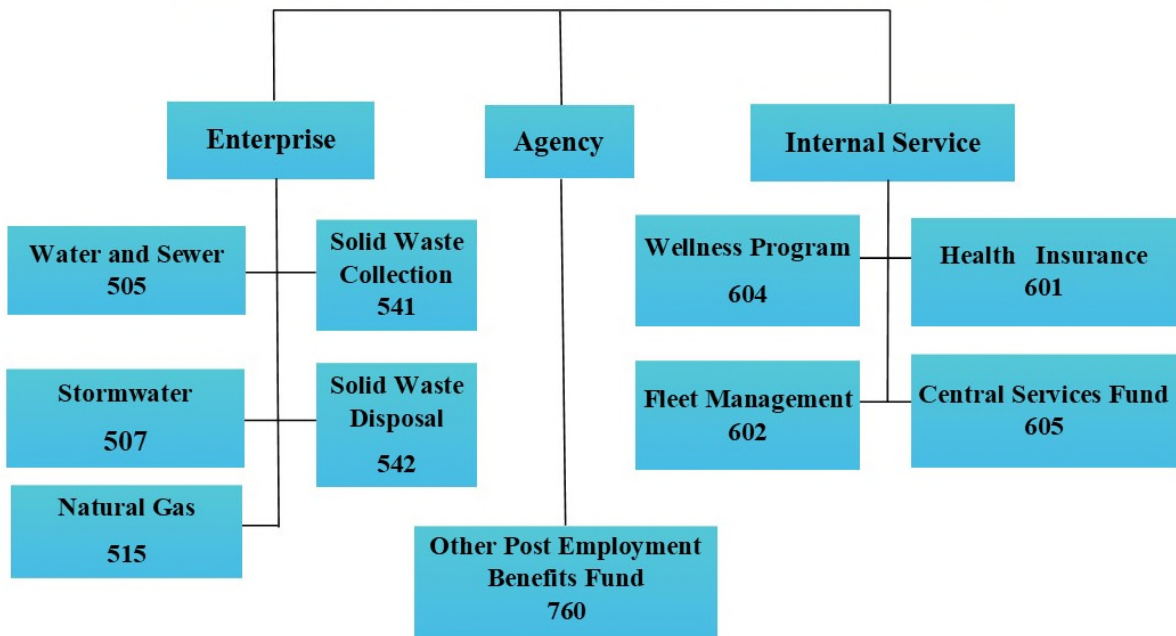 Enterprise
Agency
Internal Service
Water and Sewer
505
Solid Waste
Collection
541
Wellness Program
604
Health Insurance
601
Stormwater
507
Solid Waste
Disposal
542
Fleet Management
602
Central Services Fund
605
Natural Gas
515
Other Post Employment
Benefits Fund
760